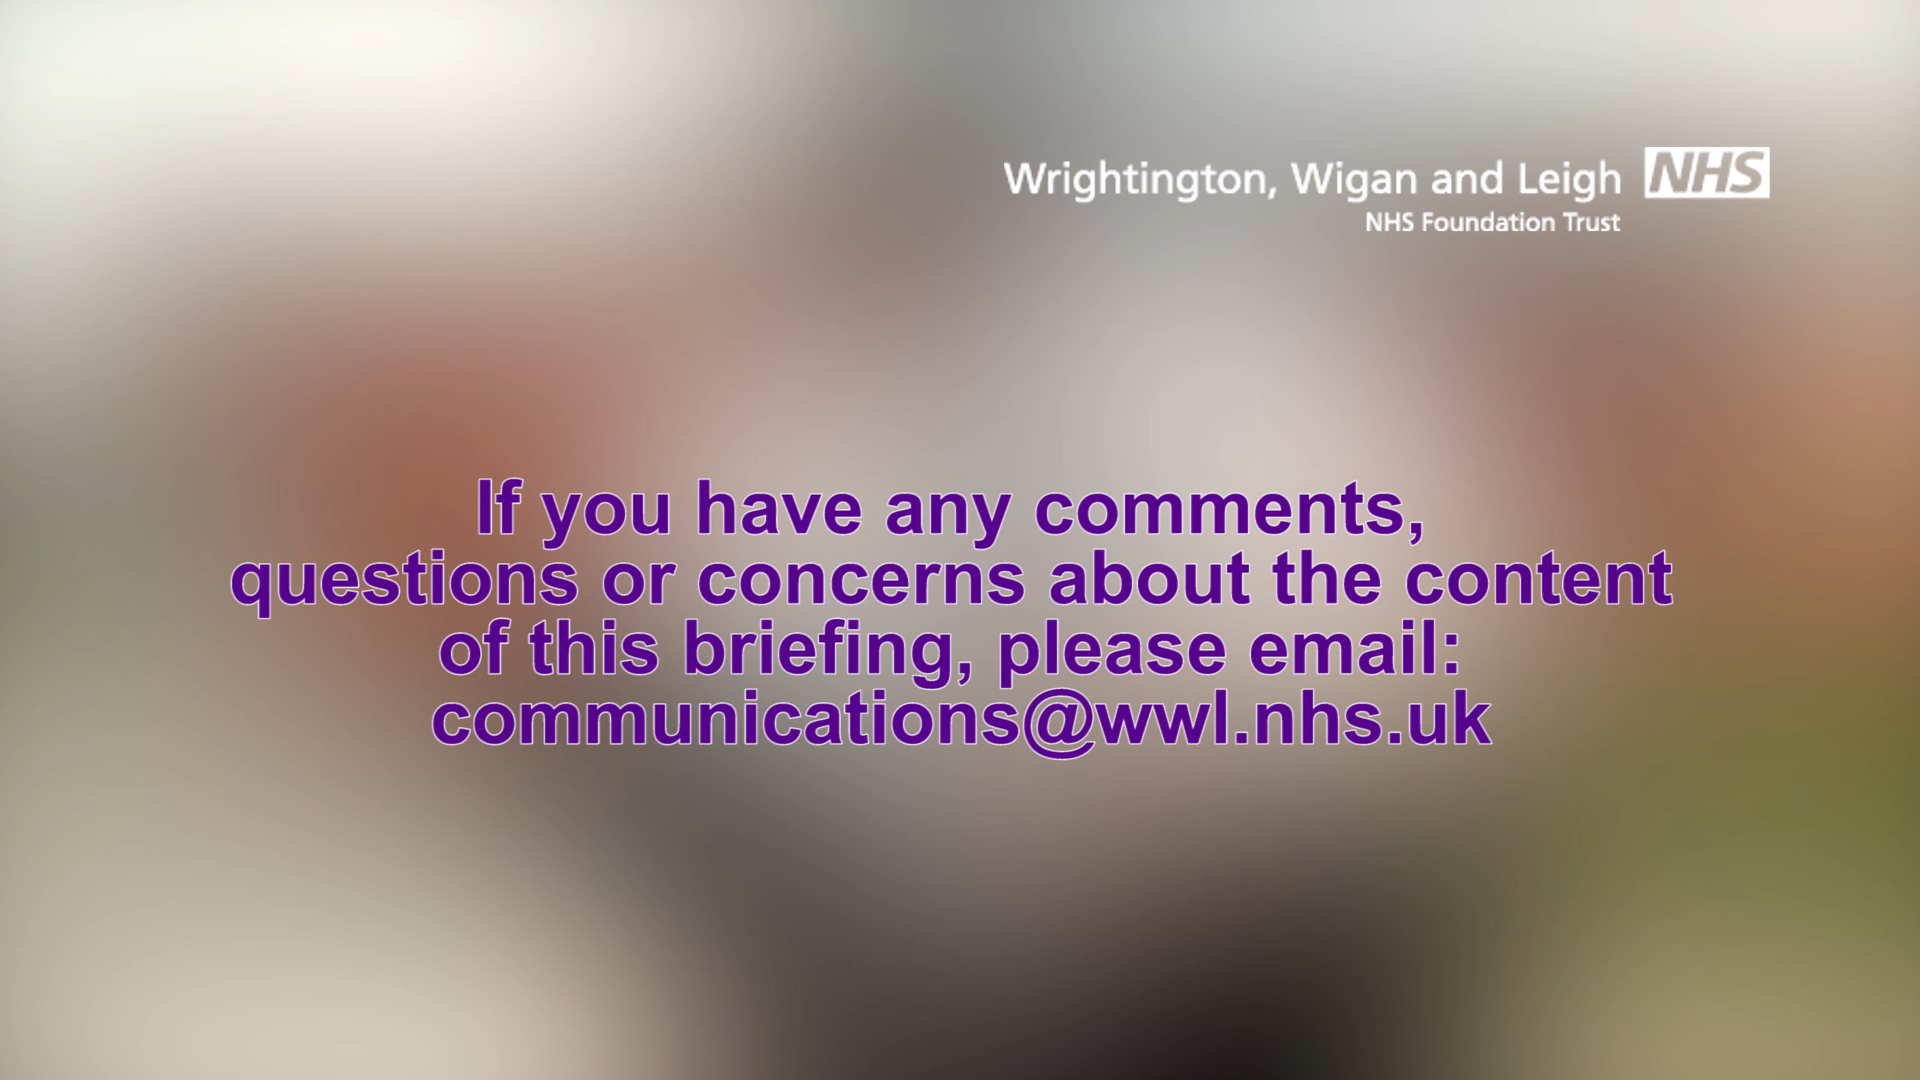 Wrightington, Wigan and Leigh NHS
NHS Foundation Trust
If you have any comments,
questions or concerns about the content
of this briefing, please email:
communications@wwl.nhs.uk